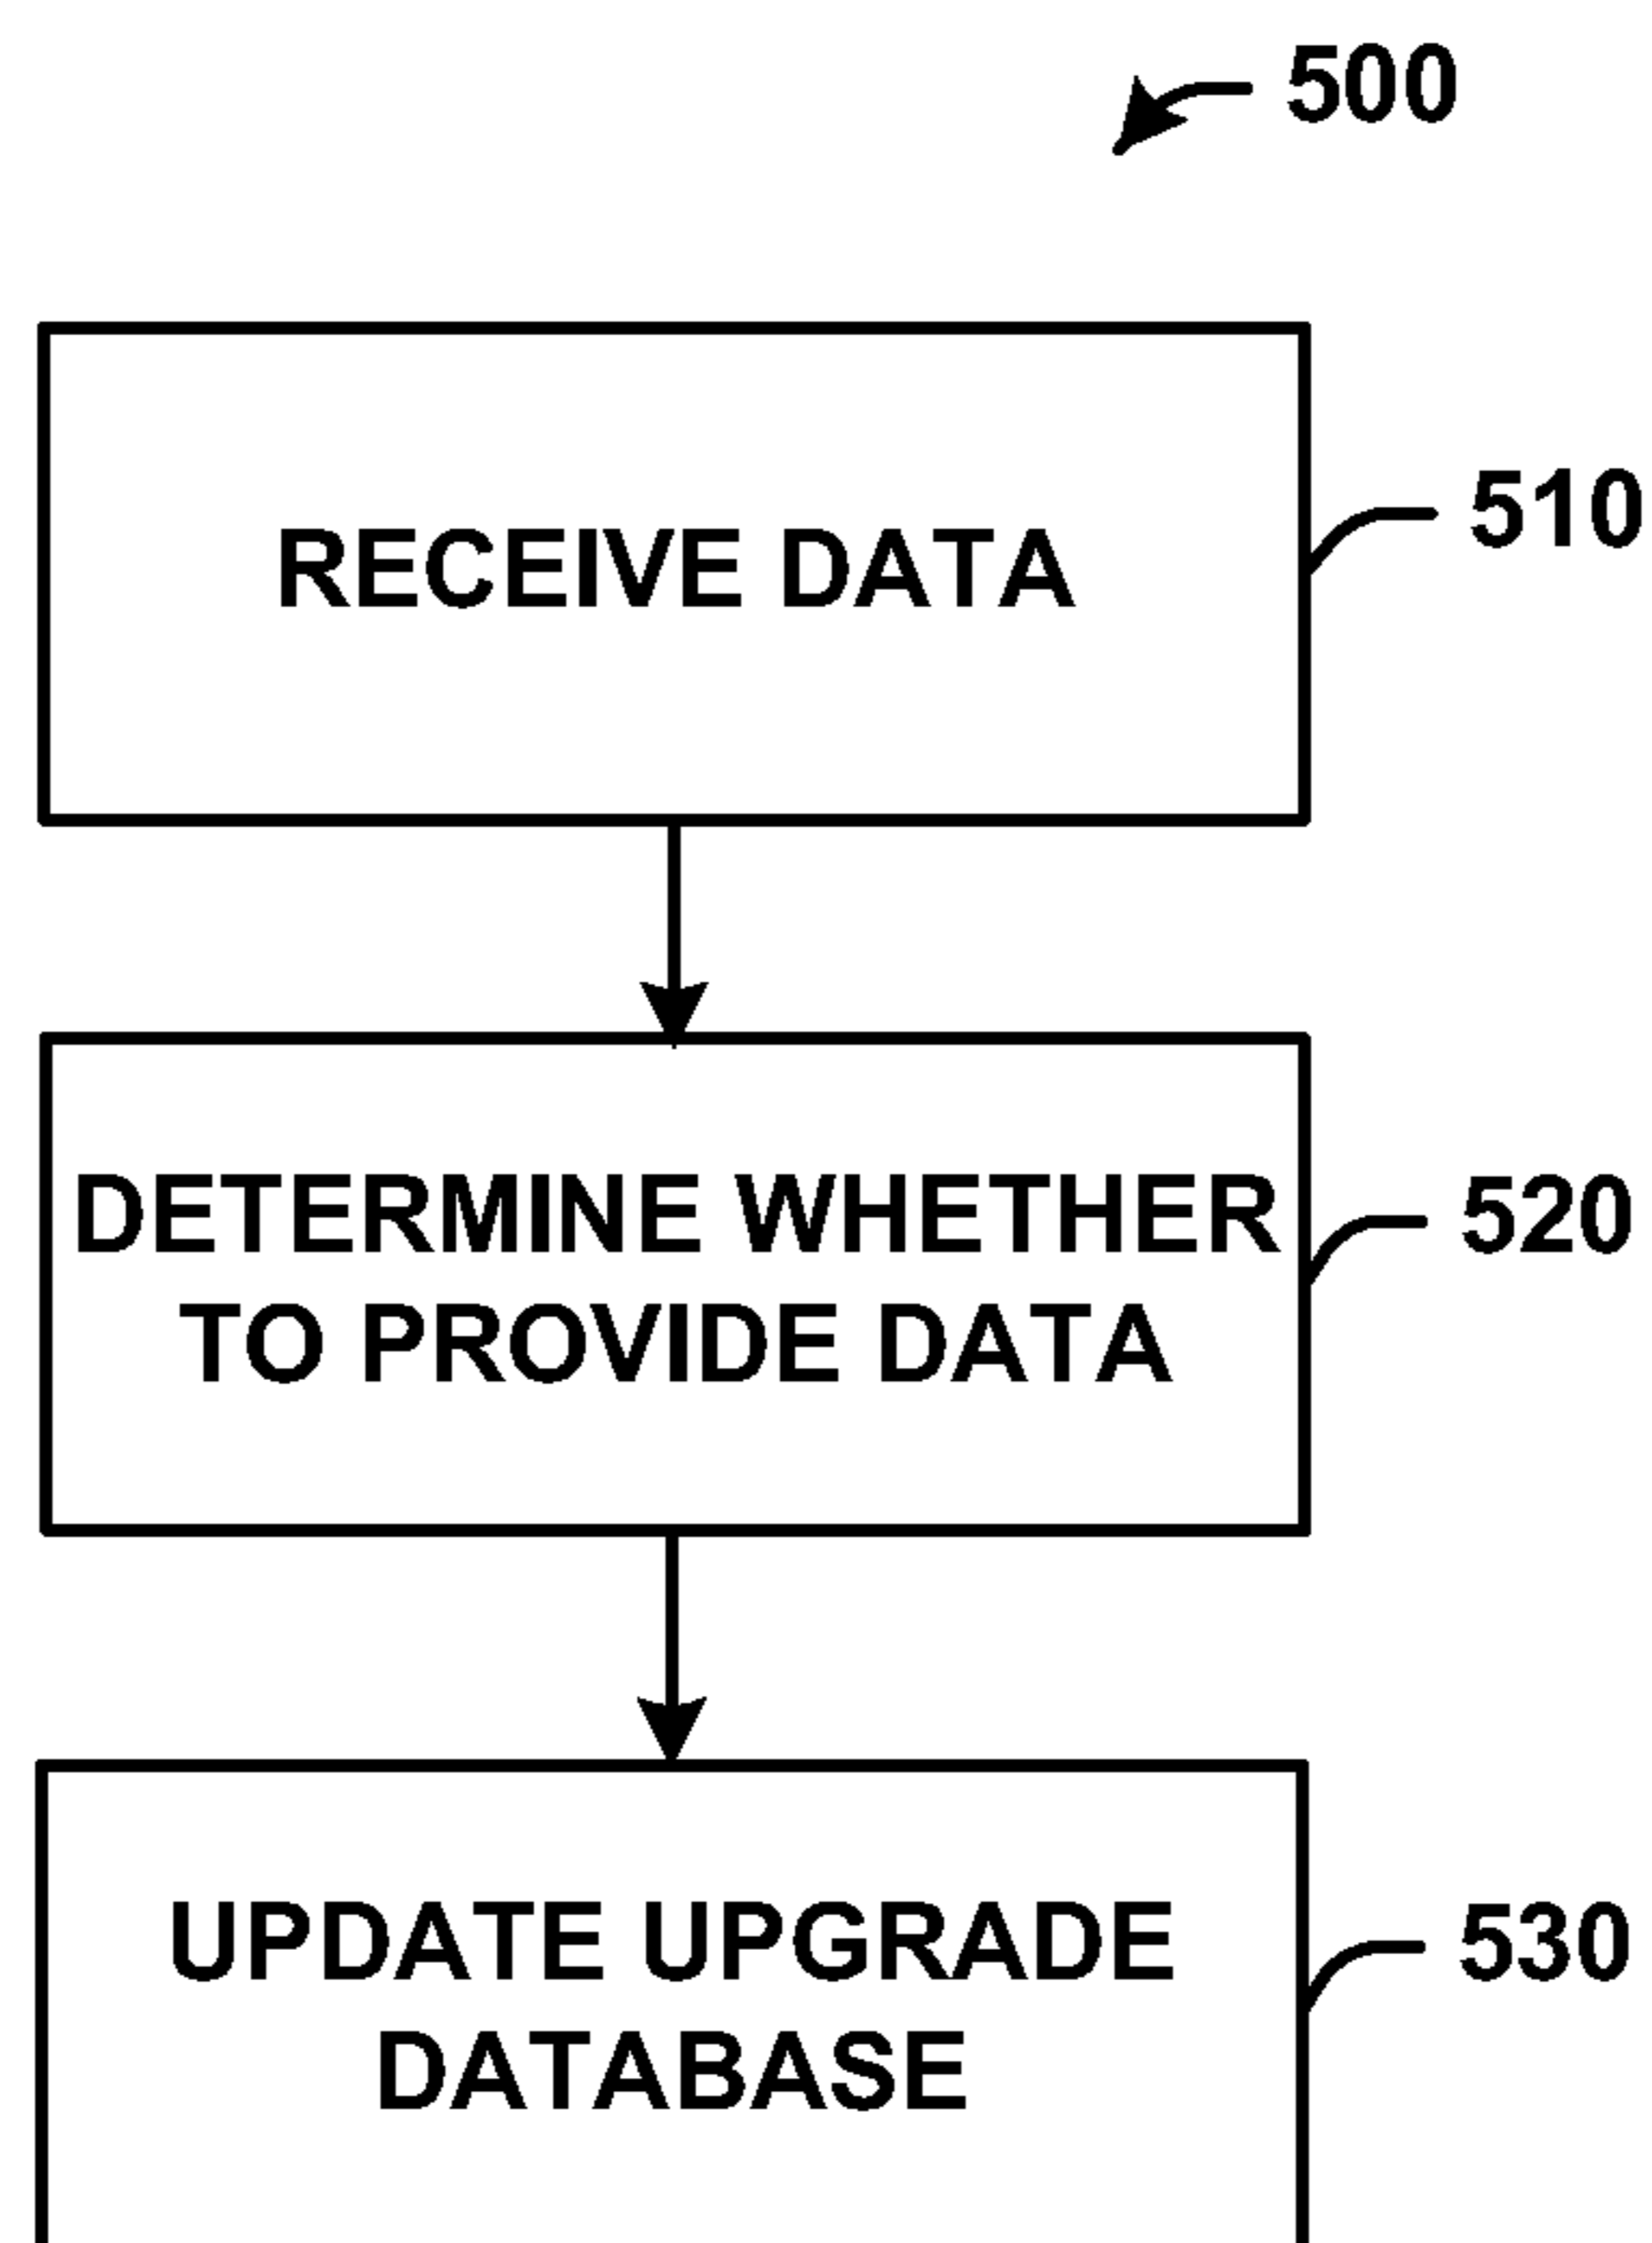 500
RECEIVE DATA
510
DETERMINE WHETHER
TO PROVIDE DATA
520
UPDATE UPGRADE
DATABASE
530